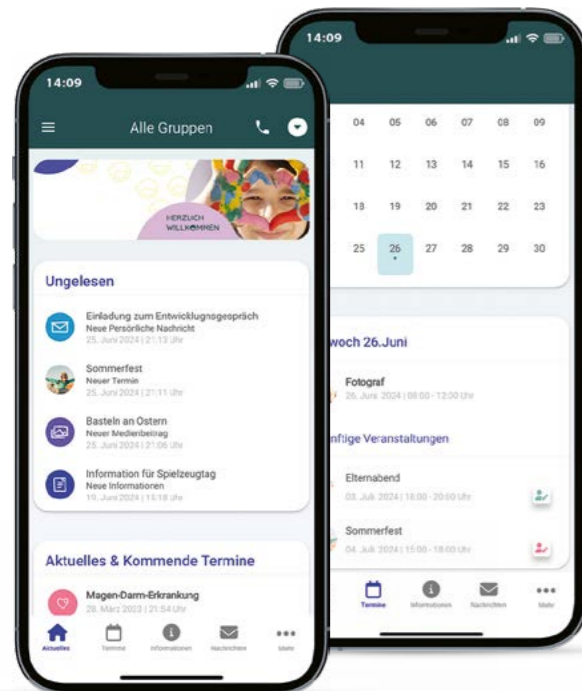 14:09
Alle Gruppen
HERZLICH
WILLKOMMEN
Ungelesen
Einladung zum Entwicklugnsgespräch
Neue Persönliche Nachricht
25. Juni 2024 | 21:13 Uhr
Sommerfest
Neuer Termin
25. Juni 2024 | 21:11 Uhr
Basteln an Ostern
Neuer Medienbeitrag
25. Juni 2024 | 21:06 Uhr
Information für Spielzeugtag
Neue Informationen
19. Juni 2024 | 18:18 Uhr
Aktuelles & Kommende Termine
Magen-Darm-Erkrankung
28. März 2023 | 21:54 Uhr
Aktuelles Termine Informationen Nachrichten Mehr
14:09
04 05 06 07 08 09
11 12 13 14 15 16
18 19 20 21 22 23
25 26 27 28 29 30
woch 26.Juni
Fotograf
26. Juni 2024 | 08:00 - 12:00 Uhr
nftige Veranstaltungen
Elternabend
03. Juli 2024 | 18:00 - 20:00 Uhr
Sommerfest
04. Juli 2024 | 15:00 - 18:00 Uhr
Termine Informationen Nachrichten Mehr